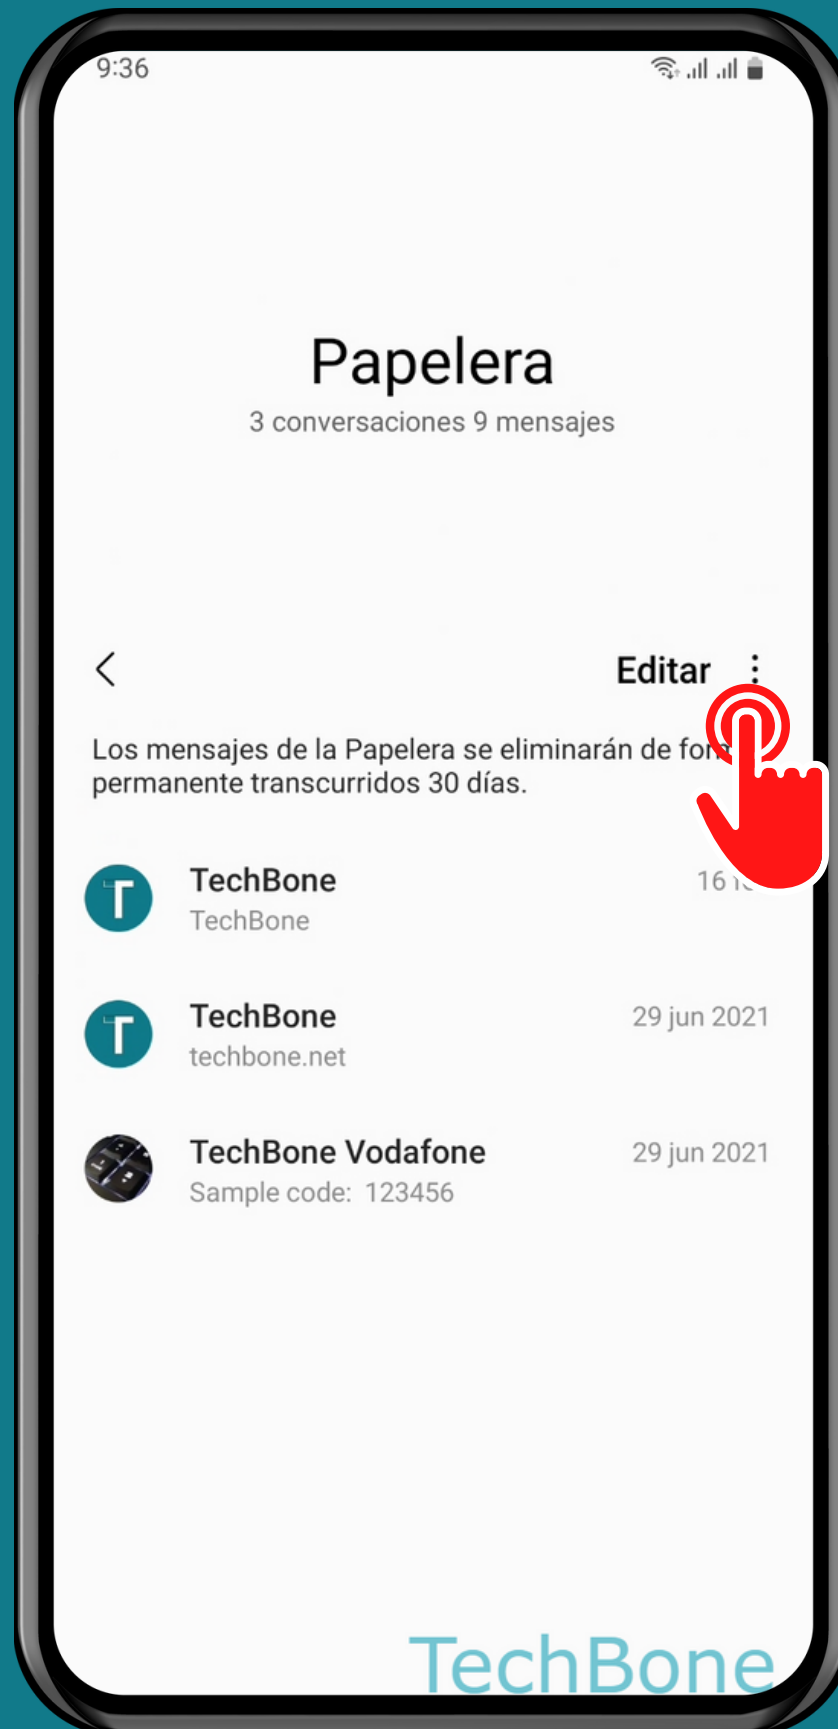 9:36
Papelera
3 conversaciones 9 mensajes
Editar
Los mensajes de la Papelera se eliminarán de
permanente transcurridos 30 días.
TechBone
16
TechBone
TechBone
29 jun 2021
techbone.net
TechBone Vodafone
29 jun 2021
Sample code: 123456
TechBone